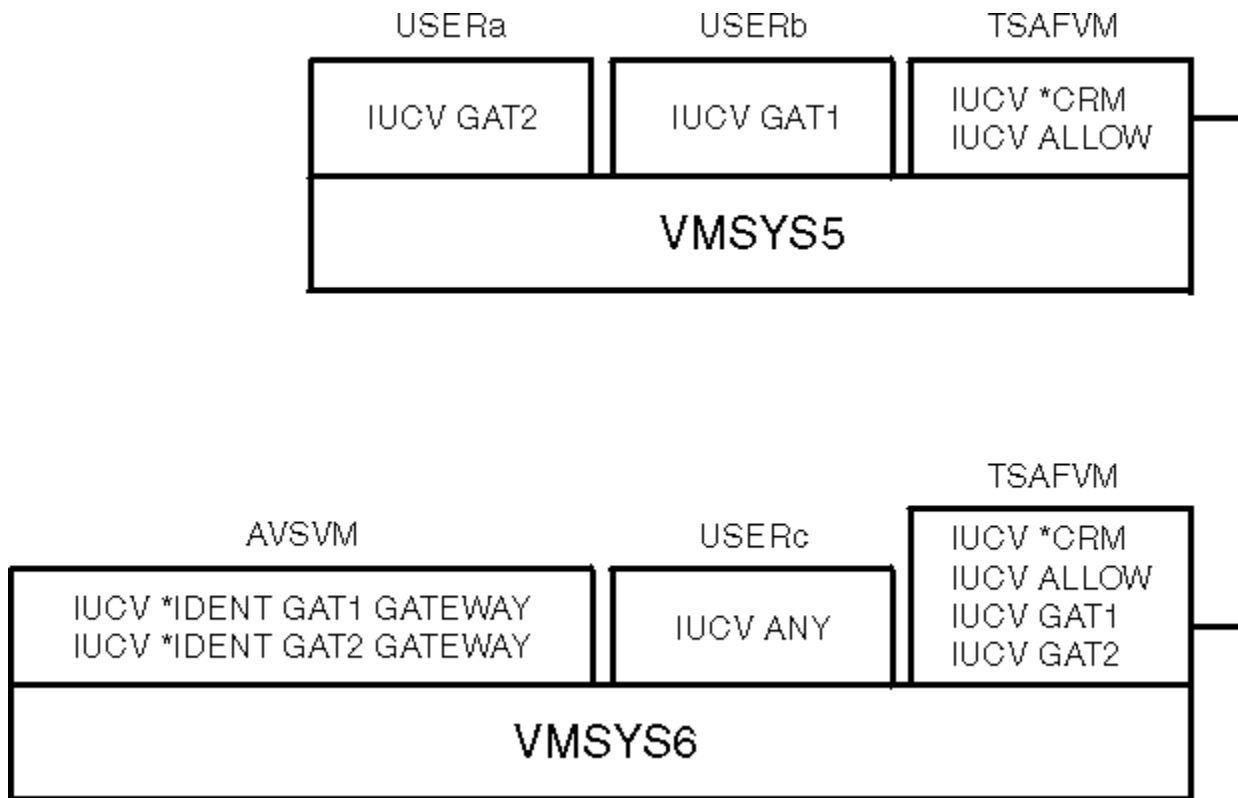 USERa
USERb
TSAFVM
IUCV GAT2
IUCV GAT1
IUCV *CRM
IUCV ALLOW
VMSYS5
AVSVM
USERc
TSAFVM
IUCV *IDENT GAT1 GATEWAY
IUCV *IDENT GAT2 GATEWAY
IUCV ANY
IUCV *CRM
IUCV ALLOW
IUCV GAT1
IUCV GAT2
VMSYS6